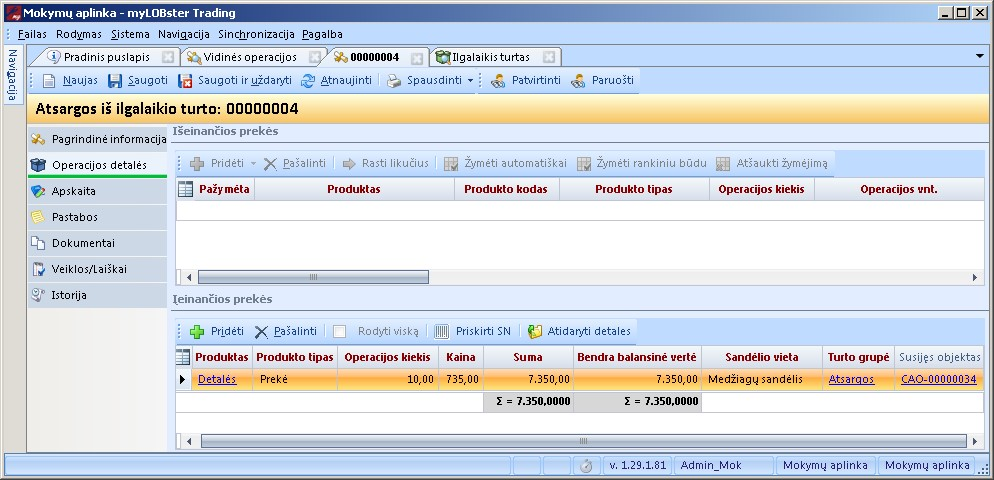 Mokymų aplinka - myLOBster Trading
Failas Rodymas Sistema Navigacija Sinchronizacija Pagalba
Navigacija
Pradinis puslapis Vidinės operacijos 00000004 Ilgalaikis turtas
Naujas Saugoti Saugoti ir uždaryti Atnaujinti Spausdinti Patvirtinti Paruošti
Atsargos iš ilgalaikio turto: 00000004
Pagrindinė informacija
Operacijos detalės
Apskaita
Pastabos
Dokumentai
Veiklos/Laiškai
Istorija
Išeinančios prekės
Pridėti Pašalinti Rasti likučius Žymėti automatiškai Žymėti rankiniu būdu Atšaukti žymėjimą
Pažymėta Produktas Produkto kodas Produkto tipas Operacijos kiekis Operacijos vnt.
Įeinančios prekės
Pridėti Pašalinti Rodyti viską Priskirti SN Atidaryti detales
Produktas Produkto tipas Operacijos kiekis Kaina Suma Bendra balansinė vertė Sandėlio vieta Turto grupė Susijęs objektas
Detalės Prekė 10,00 735,00 7.350,00 7.350,00 Medžiagų sandėlis Atsargos CAO-00000034
Σ = 7.350,0000 Σ = 7.350,0000
v. 1.29.1.81 Admin_Mok Mokymų aplinka Mokymų aplinka